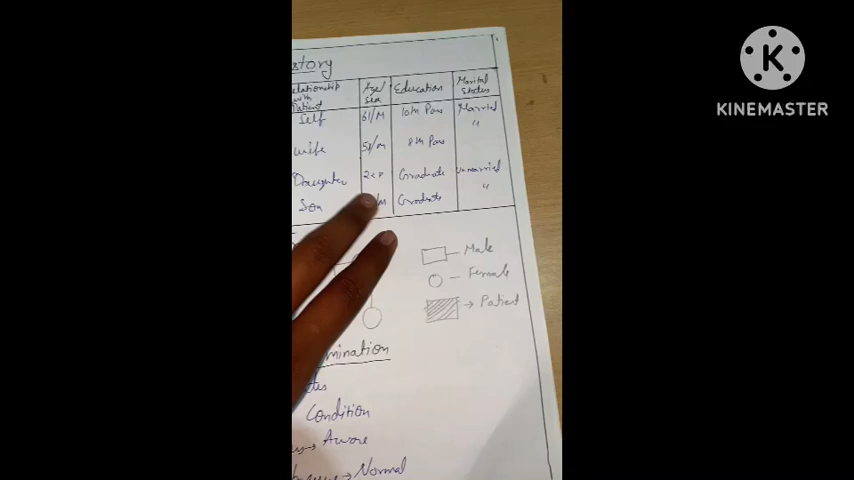 story
elationship with Patient Age/Sex Education Marital Status
Self 61/M 10th Pass Married
wife 8th Pass "
Daughter Graduate Unmarried
Son /M Graduate "
Male
Female
→ Patient
mination
Condition
→ Aware
→ Normal
KINEMASTER